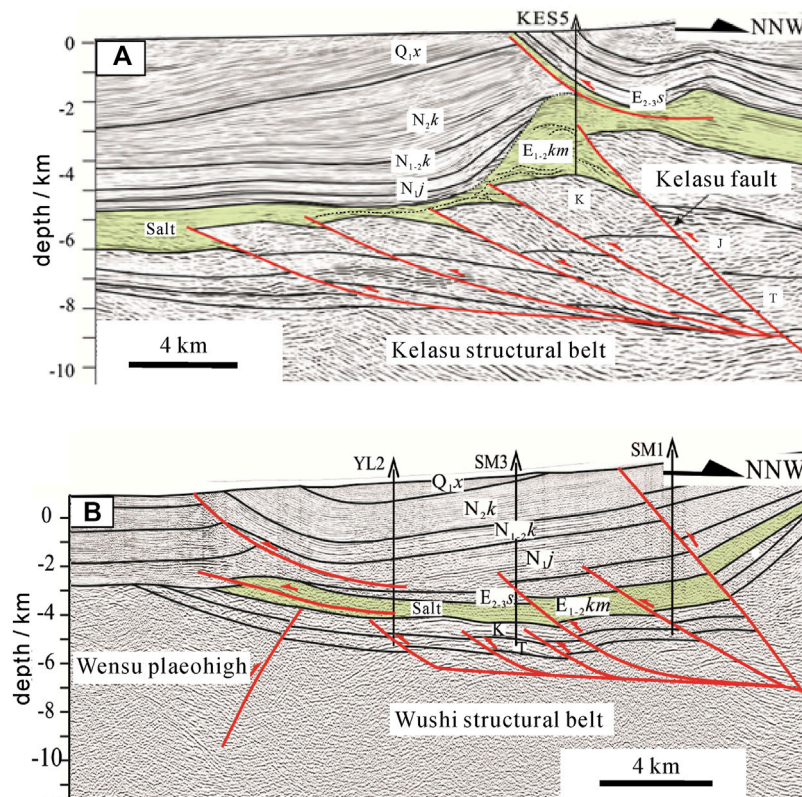 KES5
NNW
A
0
Q₁x
-2
E₂₋₃s
N₂k
E₁₋₂km
N₁₋₂k
-4
N₁j
Kelasu fault
K
depth / km
Salt
J
-6
T
-8
4 km
Kelasu structural belt
-10
YL2
SM3
SM1
NNW
B
Q₁x
0
N₂k
N₁₋₂k
-2
N₁j
E₂₋₃s
E₁₋₂km
Salt
-4
K
T
depth / km
-6
Wensu plaeohigh
Wushi structural belt
-8
-10
4 km